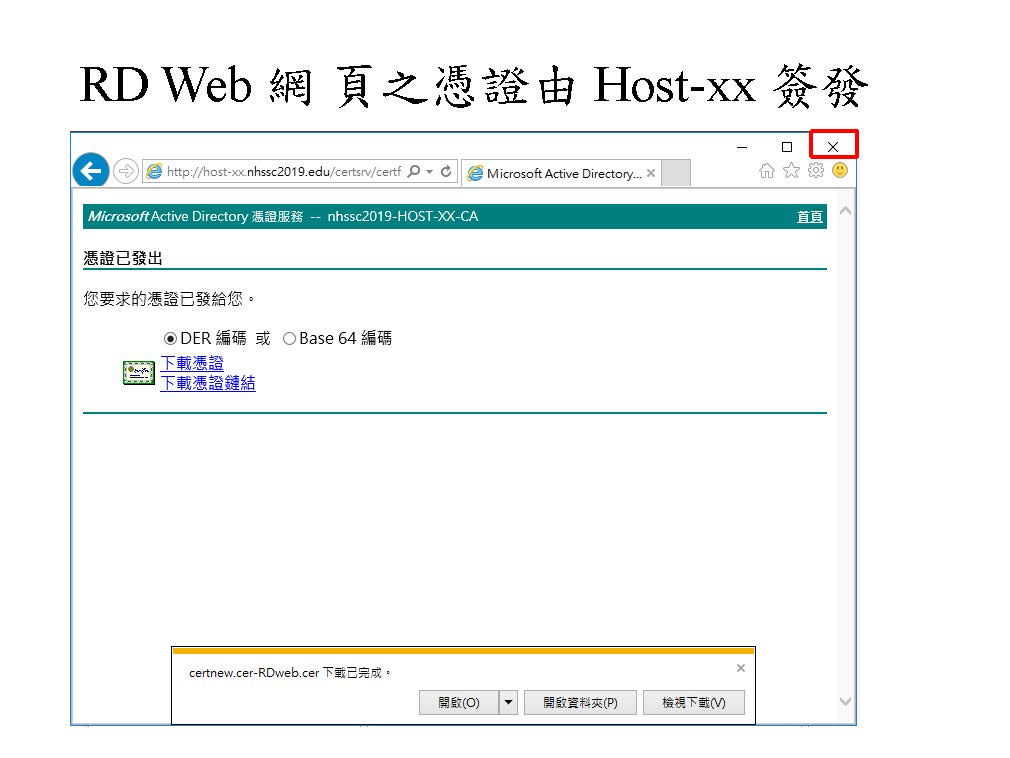 RD Web 網 頁之憑證由 Host-xx 簽發
http://host-xx.nhssc2019.edu/certsrv/certf
Microsoft Active Directory...
Microsoft Active Directory 憑證服務 -- nhssc2019-HOST-XX-CA 首頁
憑證已發出
您要求的憑證已發給您。
DER 編碼 或 Base 64 編碼
下載憑證
下載憑證鏈結
certnew.cer-RDweb.cer 下載已完成。
開啟(O) 開啟資料夾(P) 檢視下載(V)